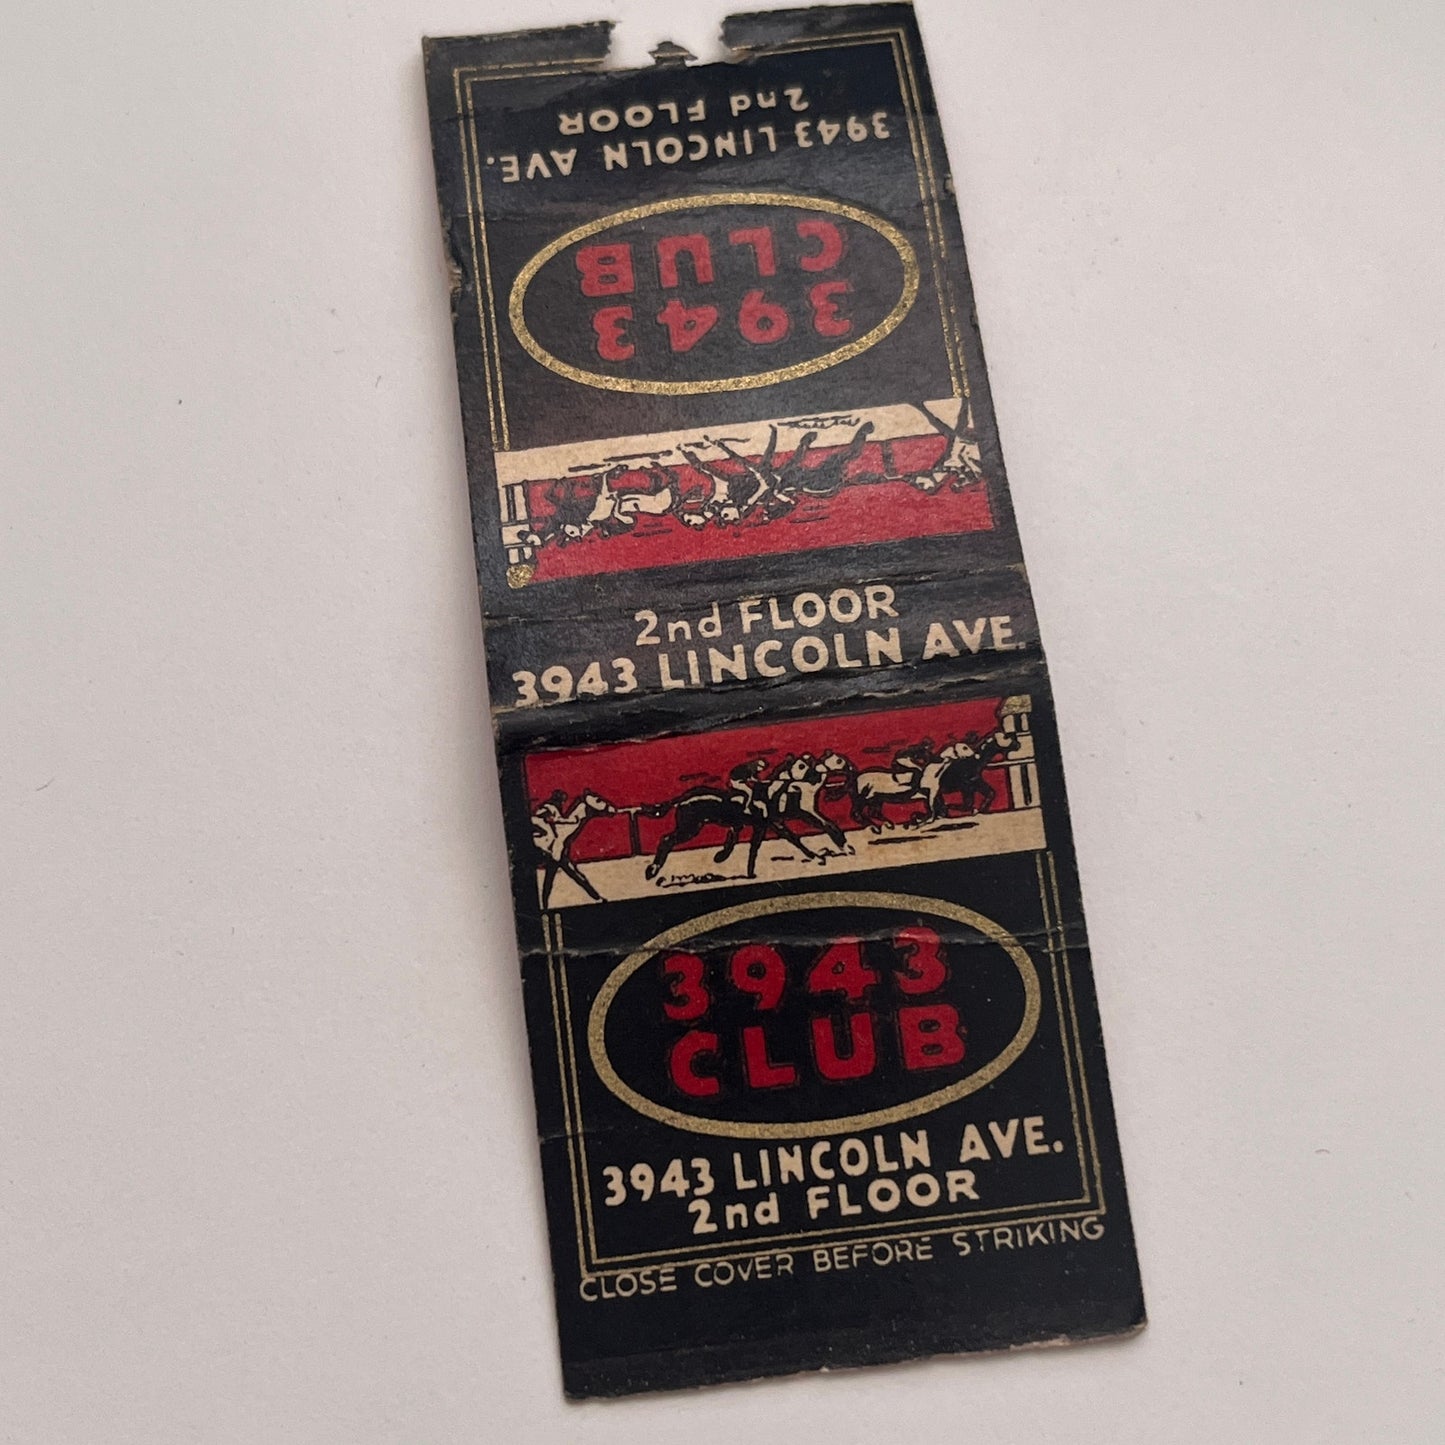 3943 LINCOLN AVE.
2nd FLOOR
3943
CLUB
2nd FLOOR
3943 LINCOLN AVE.
3943
CLUB
3943 LINCOLN AVE.
2nd FLOOR
CLOSE COVER BEFORE STRIKING